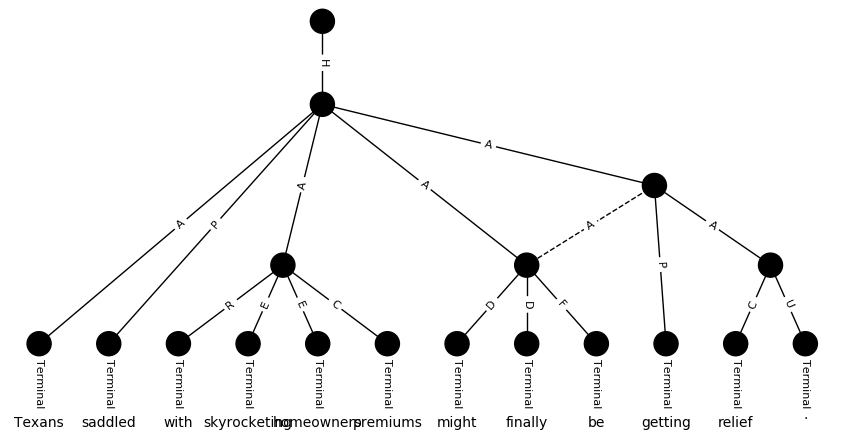 H
A
A
A
P
A
A
A
P
R
E
E
C
D
D
F
C
U
Terminal Terminal Terminal Terminal Terminal Terminal Terminal Terminal Terminal Terminal Terminal Terminal
Texans saddled with skyrocketing homeowners premiums might finally be getting relief .